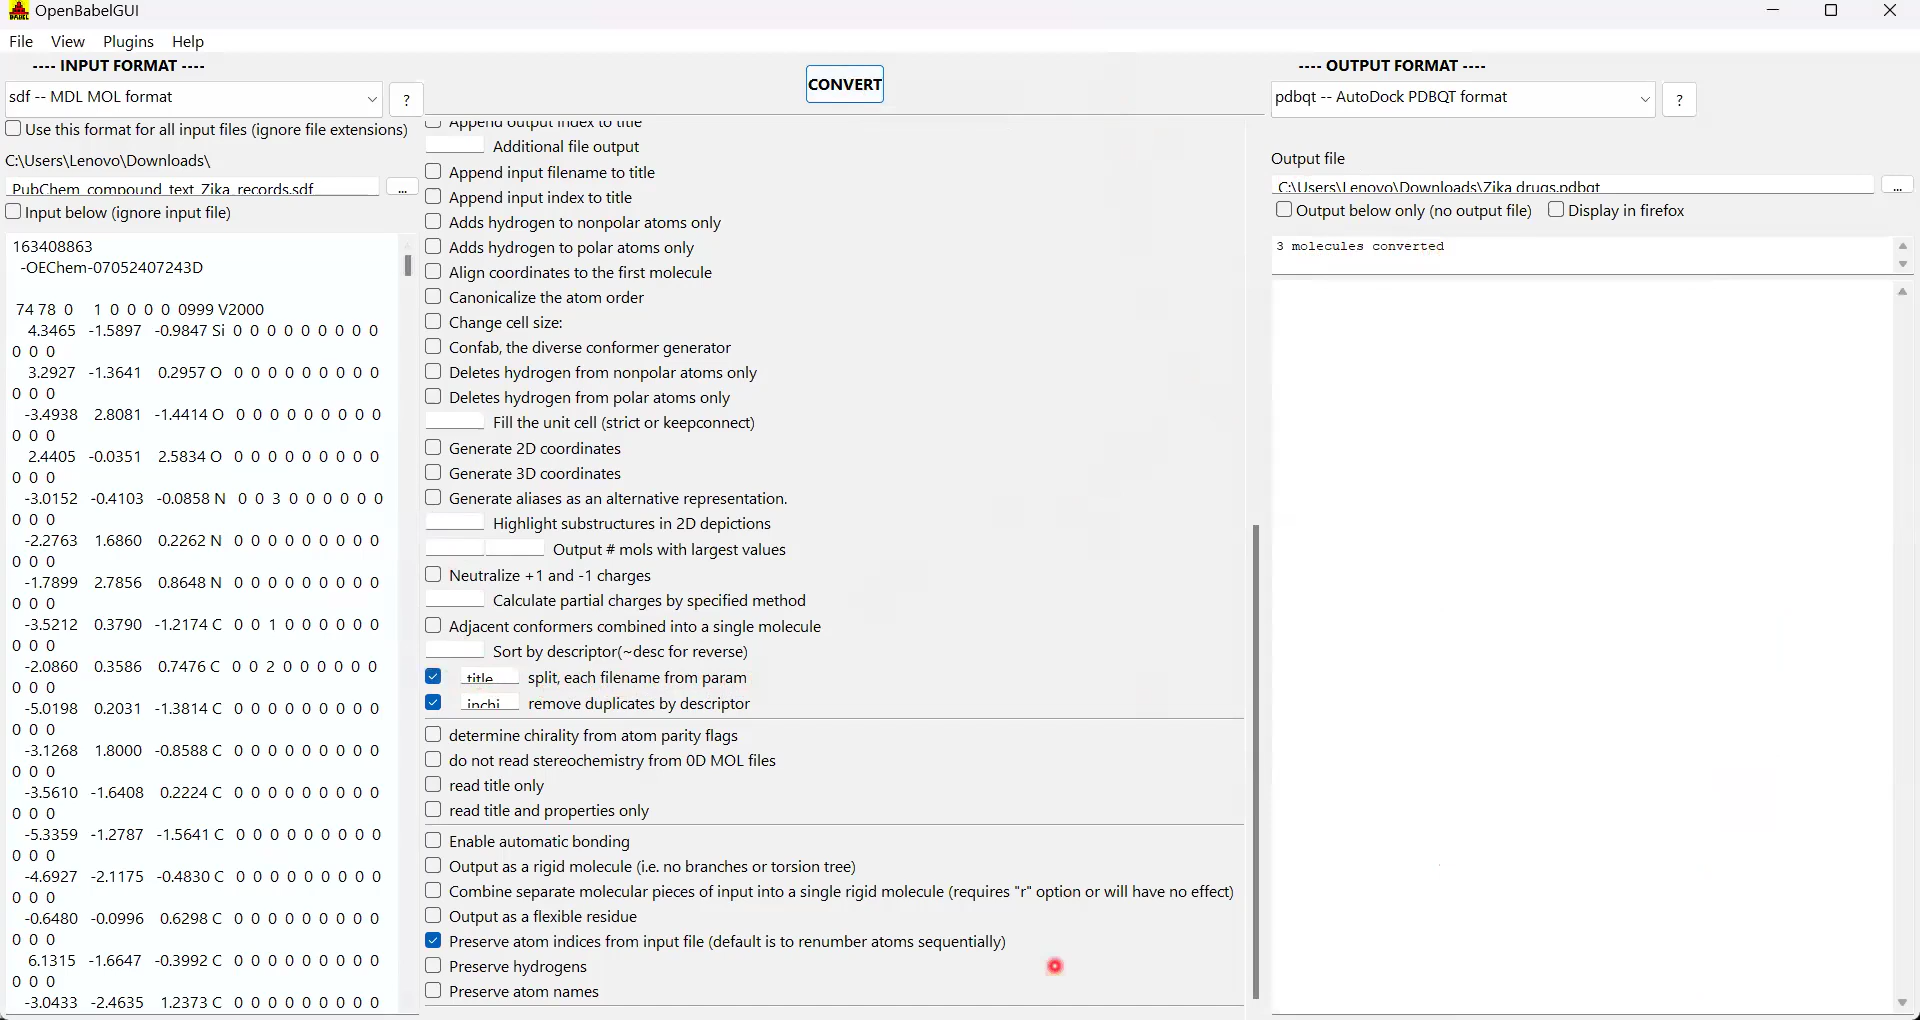 OpenBabelGUI
File View Plugins Help
---- INPUT FORMAT ----
sdf -- MDL MOL format
?
Use this format for all input files (ignore file extensions)
C:\Users\Lenovo\Downloads\
PubChem_compound_text_Zika_records.sdf
...
Input below (ignore input file)
163408863
-OEChem-07052407243D
74 78 0 1 0 0 0 0 0999 V2000
4.3465 -1.5897 -0.9847 Si 0 0 0 0 0 0 0 0 0
0 0 0
3.2927 -1.3641 0.2957 O 0 0 0 0 0 0 0 0 0
0 0 0
-3.4938 2.8081 -1.4414 O 0 0 0 0 0 0 0 0 0
0 0 0
2.4405 -0.0351 2.5834 O 0 0 0 0 0 0 0 0 0
0 0 0
-3.0152 -0.4103 -0.0858 N 0 0 3 0 0 0 0 0 0
0 0 0
-2.2763 1.6860 0.2262 N 0 0 0 0 0 0 0 0 0
0 0 0
-1.7899 2.7856 0.8648 N 0 0 0 0 0 0 0 0 0
0 0 0
-3.5212 0.3790 -1.2174 C 0 0 1 0 0 0 0 0 0
0 0 0
-2.0860 0.3586 0.7476 C 0 0 2 0 0 0 0 0 0
0 0 0
-5.0198 0.2031 -1.3814 C 0 0 0 0 0 0 0 0 0
0 0 0
-3.1268 1.8000 -0.8588 C 0 0 0 0 0 0 0 0 0
0 0 0
-3.5610 -1.6408 0.2224 C 0 0 0 0 0 0 0 0 0
0 0 0
-5.3359 -1.2787 -1.5641 C 0 0 0 0 0 0 0 0 0
0 0 0
-4.6927 -2.1175 -0.4830 C 0 0 0 0 0 0 0 0 0
0 0 0
-0.6480 -0.0996 0.6298 C 0 0 0 0 0 0 0 0 0
0 0 0
6.1315 -1.6647 -0.3992 C 0 0 0 0 0 0 0 0 0
0 0 0
-3.0433 -2.4635 1.2373 C 0 0 0 0 0 0 0 0 0
CONVERT
Append output index to title
Additional file output
Append input filename to title
Append input index to title
Adds hydrogen to nonpolar atoms only
Adds hydrogen to polar atoms only
Align coordinates to the first molecule
Canonicalize the atom order
Change cell size:
Confab, the diverse conformer generator
Deletes hydrogen from nonpolar atoms only
Deletes hydrogen from polar atoms only
Fill the unit cell (strict or keepconnect)
Generate 2D coordinates
Generate 3D coordinates
Generate aliases as an alternative representation.
Highlight substructures in 2D depictions
Output # mols with largest values
Neutralize +1 and -1 charges
Calculate partial charges by specified method
Adjacent conformers combined into a single molecule
Sort by descriptor(~desc for reverse)
title split, each filename from param
inchi remove duplicates by descriptor
determine chirality from atom parity flags
do not read stereochemistry from 0D MOL files
read title only
read title and properties only
Enable automatic bonding
Output as a rigid molecule (i.e. no branches or torsion tree)
Combine separate molecular pieces of input into a single rigid molecule (requires "r" option or will have no effect)
Output as a flexible residue
Preserve atom indices from input file (default is to renumber atoms sequentially)
Preserve hydrogens
Preserve atom names
---- OUTPUT FORMAT ----
pdbqt -- AutoDock PDBQT format
?
Output file
C:\Users\Lenovo\Downloads\Zika drugs.pdbqt
...
Output below only (no output file) Display in firefox
3 molecules converted